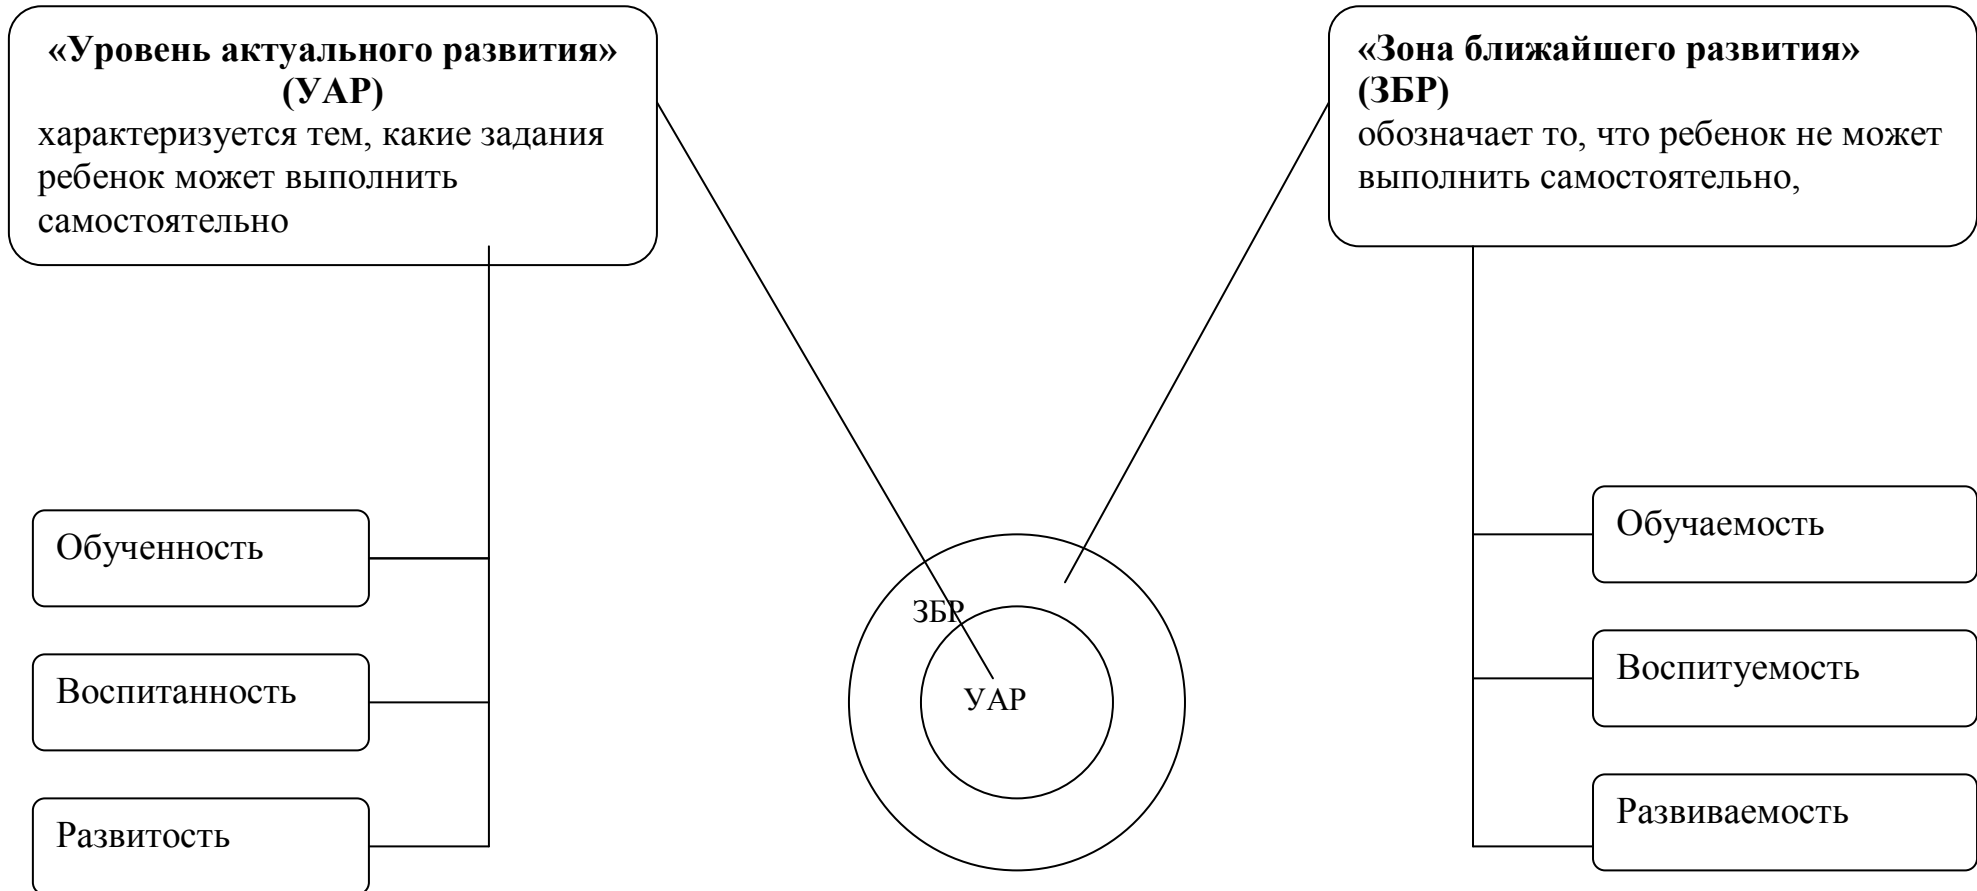 «Уровень актуального развития»
(УАР)
характеризуется тем, какие задания
ребенок может выполнить
самостоятельно
«Зона ближайшего развития»
(ЗБР)
обозначает то, что ребенок не может
выполнить самостоятельно,
Обученность
Воспитанность
Развитость
ЗБР
УАР
Обучаемость
Воспитуемость
Развиваемость